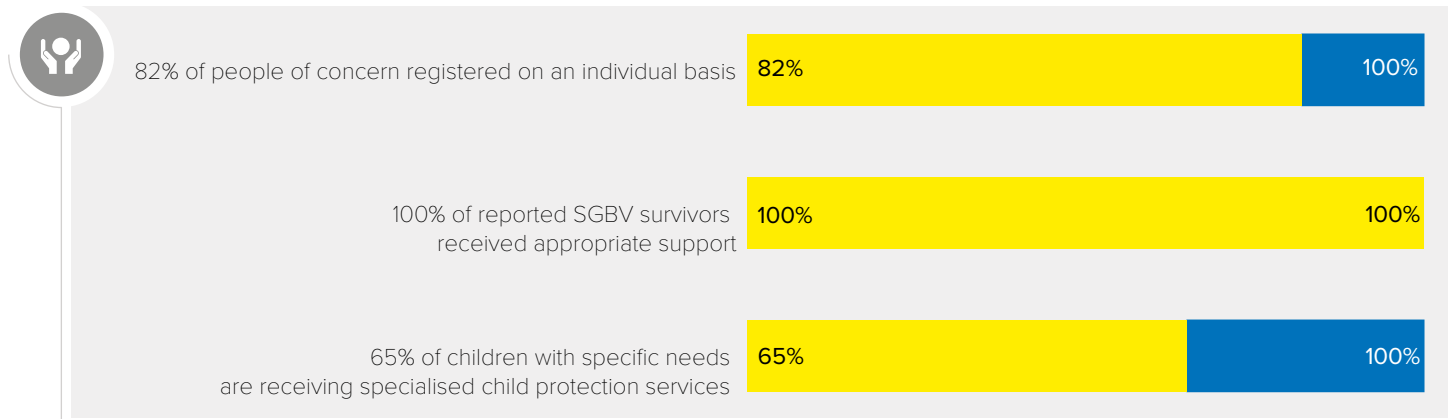 82% of people of concern registered on an individual basis 82% 100%
100% of reported SGBV survivors
received appropriate support 100% 100%
65% of children with specific needs
are receiving specialised child protection services 65% 100%